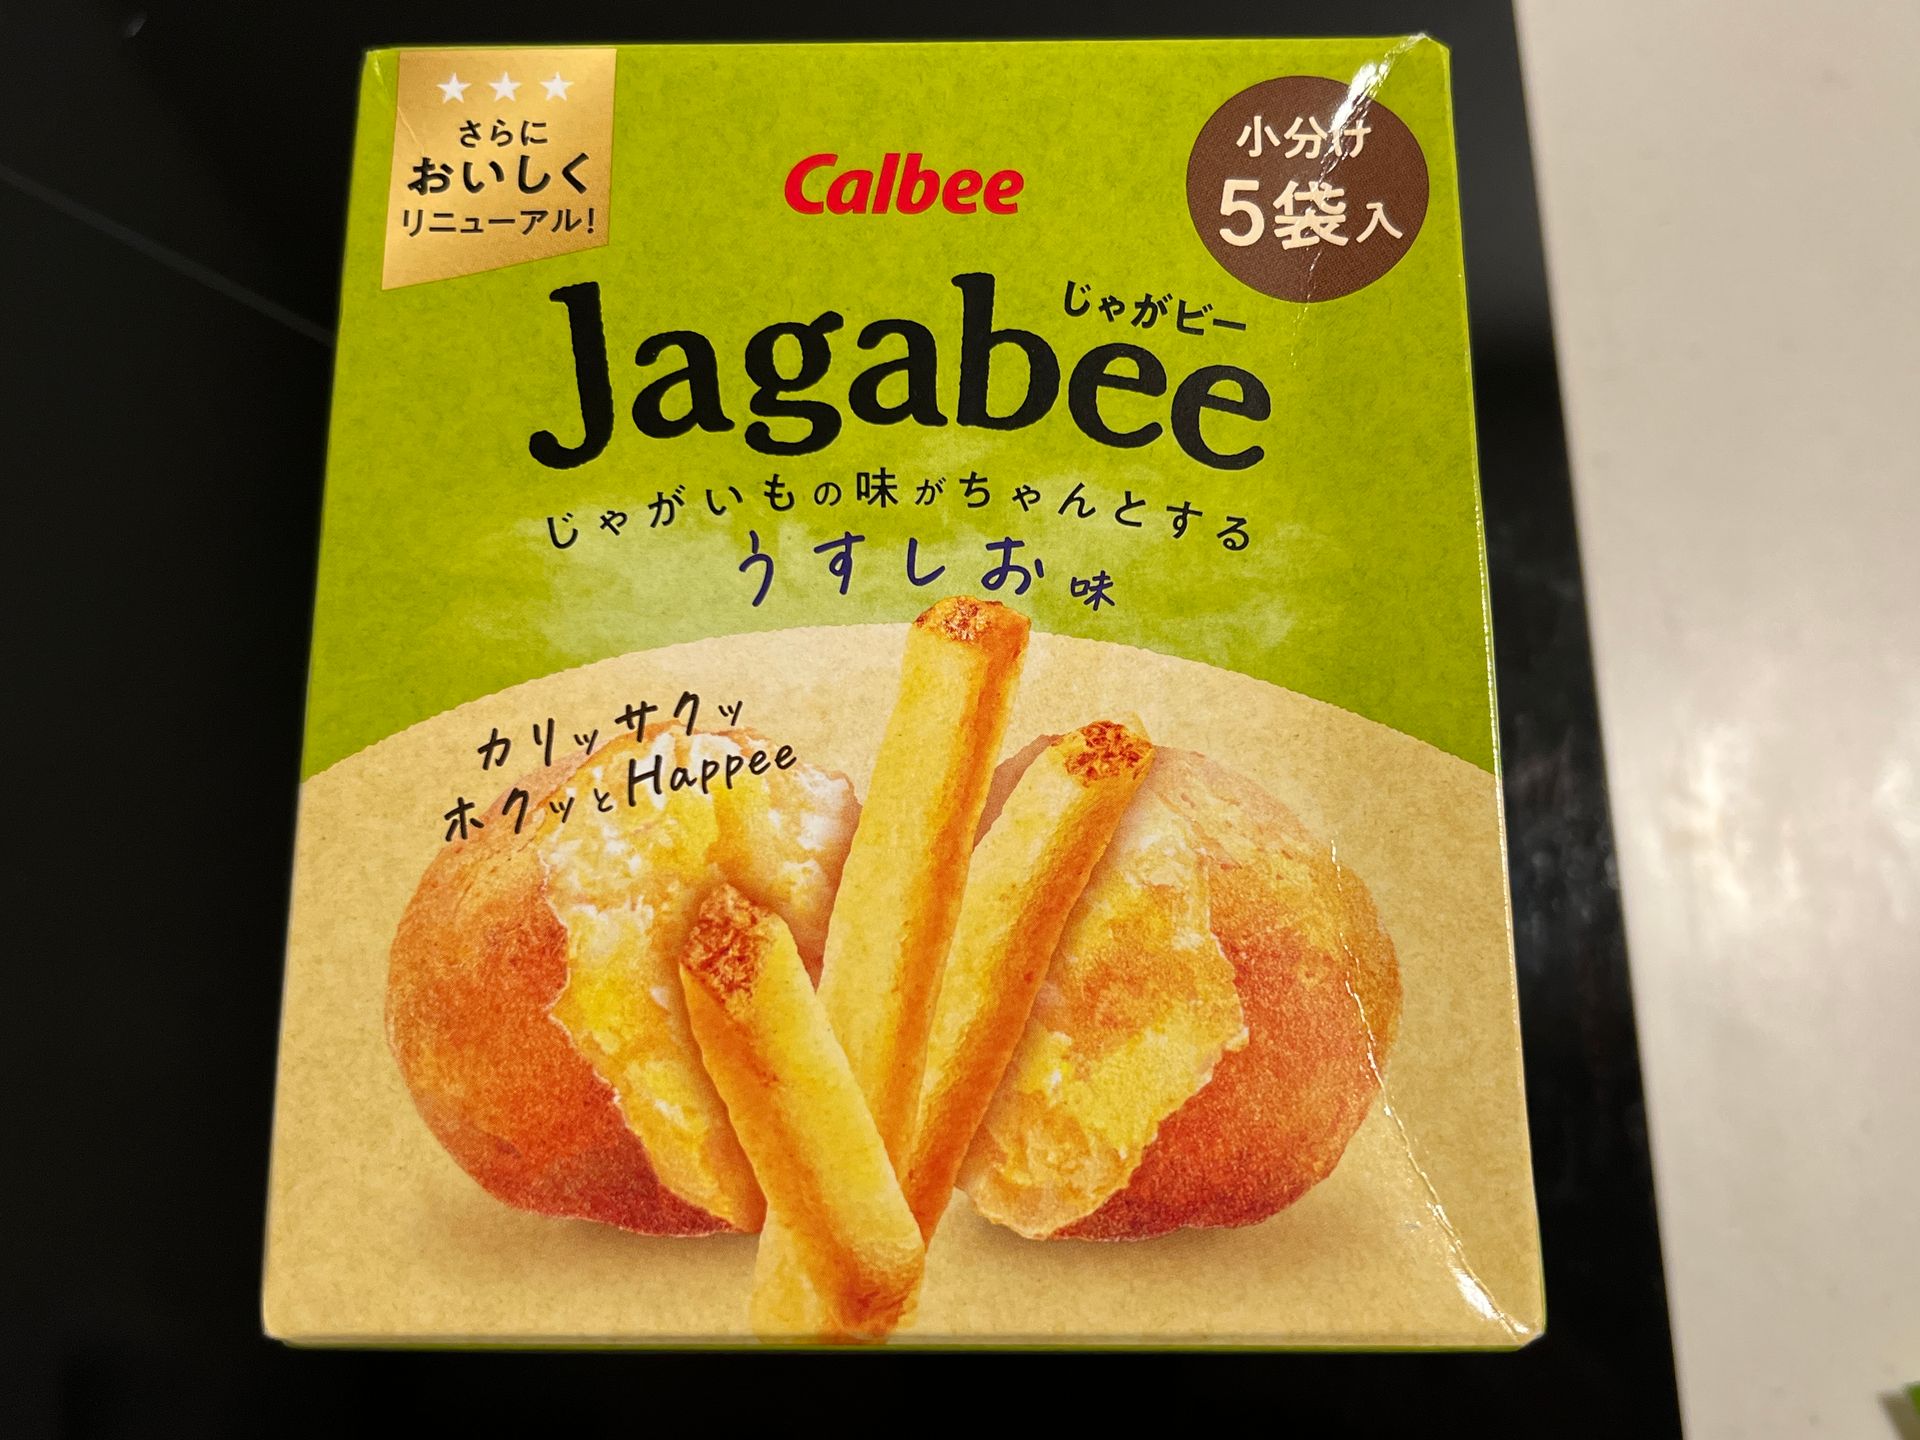 さらに
おいしく
リニューアル!
Calbee
小分け
5袋入
じゃがビー
Jagabee
じゃがいもの味がちゃんとする
うすしお味
カリッサクッ
ホクッとHappee